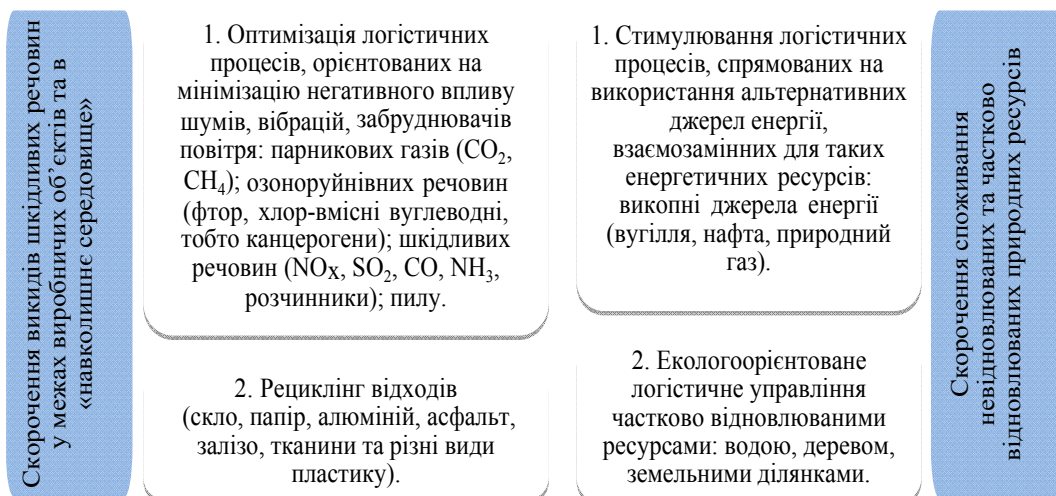 Скорочення викидів шкідливих речовин
у межах виробничих об’єктів та в
«навколишнє середовище»
1. Оптимізація логістичних
процесів, орієнтованих на
мінімізацію негативного впливу
шумів, вібрацій, забруднювачів
повітря: парникових газів (CO₂,
CH₄); озоноруйнівних речовин
(фтор, хлор-вмісні вуглеводні,
тобто канцерогени); шкідливих
речовин (NOx, SO₂, CO, NH₃,
розчинники); пилу.
2. Рециклінг відходів
(скло, папір, алюміній, асфальт,
залізо, тканини та різні види
пластику).
1. Стимулювання логістичних
процесів, спрямованих на
використання альтернативних
джерел енергії,
взаємозамінних для таких
енергетичних ресурсів:
викопні джерела енергії
(вугілля, нафта, природний
газ).
2. Екологоорієнтоване
логістичне управління
частково відновлюваними
ресурсами: водою, деревом,
земельними ділянками.
Скорочення споживання
невідновлюваних та частково
відновлюваних природних ресурсів